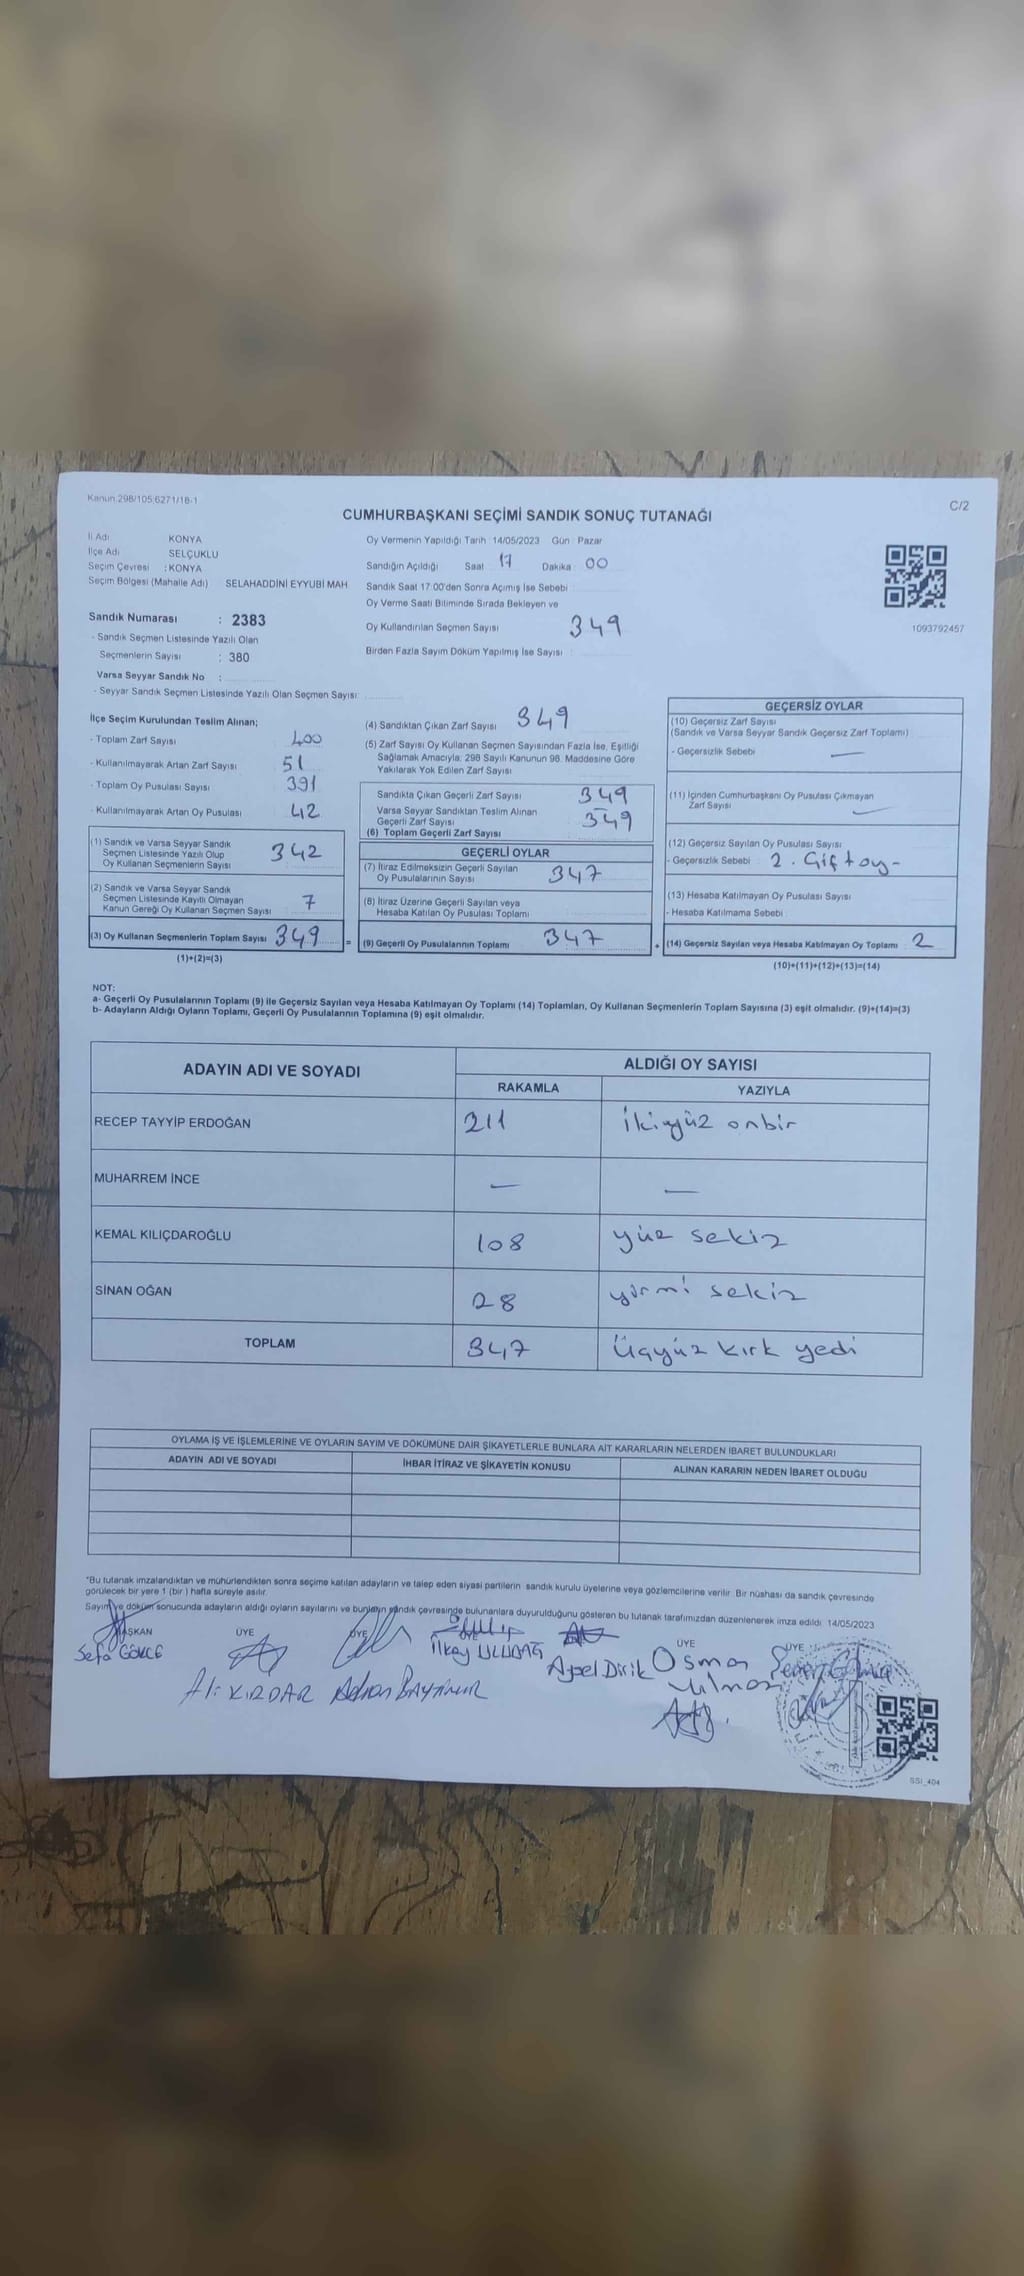 Kanun 298/105;6271/18-1
C/2
CUMHURBAŞKANI SEÇİMİ SANDIK SONUÇ TUTANAĞI
İl Adı KONYA
İlçe Adı SELÇUKLU
Seçim Çevresi : KONYA
Seçim Bölgesi (Mahalle Adı) SELAHADDİNİ EYYUBİ MAH
Sandık Numarası : 2383
- Sandık Seçmen Listesinde Yazılı Olan
Seçmenlerin Sayısı : 380
Varsa Seyyar Sandık No :
- Seyyar Sandık Seçmen Listesinde Yazılı Olan Seçmen Sayısı:
Oy Vermenin Yapıldığı Tarih : 14/05/2023 Gün : Pazar
Sandığın Açıldığı Saat 17 Dakika 00
Sandık Saat 17:00'den Sonra Açımış İse Sebebi
Oy Verme Saati Bitiminde Sırada Bekleyen ve
Oy Kullandırılan Seçmen Sayısı 349
Birden Fazla Sayım Döküm Yapılmış İse Sayısı :
1093792457
İlçe Seçim Kurulundan Teslim Alınan;
- Toplam Zarf Sayısı 400
- Kullanılmayarak Artan Zarf Sayısı 51
- Toplam Oy Pusulası Sayısı 391
- Kullanılmayarak Artan Oy Pusulası 42
(1) Sandık ve Varsa Seyyar Sandık
Seçmen Listesinde Yazılı Olup
Oy Kullanan Seçmenlerin Sayısı 342
(2) Sandık ve Varsa Seyyar Sandık
Seçmen Listesinde Kayıtlı Olmayan
Kanun Gereği Oy Kullanan Seçmen Sayısı 7
(3) Oy Kullanan Seçmenlerin Toplam Sayısı 349 =
(1)+(2)=(3)
(4) Sandıktan Çıkan Zarf Sayısı 349
(5) Zarf Sayısı Oy Kullanan Seçmen Sayısından Fazla İse, Eşitliği
Sağlamak Amacıyla; 298 Sayılı Kanunun 98. Maddesine Göre
Yakılarak Yok Edilen Zarf Sayısı
Sandıkta Çıkan Geçerli Zarf Sayısı 349
Varsa Seyyar Sandıktan Teslim Alınan
Geçerli Zarf Sayısı 349
(6) Toplam Geçerli Zarf Sayısı
GEÇERLİ OYLAR
(7) İtiraz Edilmeksizin Geçerli Sayılan
Oy Pusulalarının Sayısı 347
(8) İtiraz Üzerine Geçerli Sayılan veya
Hesaba Katılan Oy Pusulası Toplamı
(9) Geçerli Oy Pusulalarının Toplamı 347 +
GEÇERSİZ OYLAR
(10) Geçersiz Zarf Sayısı
(Sandık ve Varsa Seyyar Sandık Geçersiz Zarf Toplamı)
- Geçersizlik Sebebi —
(11) İçinden Cumhurbaşkanı Oy Pusulası Çıkmayan
Zarf Sayısı —
(12) Geçersiz Sayılan Oy Pusulası Sayısı
- Geçersizlik Sebebi 2. Çift oy-
(13) Hesaba Katılmayan Oy Pusulası Sayısı
- Hesaba Katılmama Sebebi
(14) Geçersiz Sayılan veya Hesaba Katılmayan Oy Toplamı 2
(10)+(11)+(12)+(13)=(14)
NOT:
a- Geçerli Oy Pusulalarının Toplamı (9) ile Geçersiz Sayılan veya Hesaba Katılmayan Oy Toplamı (14) Toplamları, Oy Kullanan Seçmenlerin Toplam Sayısına (3) eşit olmalıdır. (9)+(14)=(3)
b- Adayların Aldığı Oyların Toplamı, Geçerli Oy Pusulalarının Toplamına (9) eşit olmalıdır.
ADAYIN ADI VE SOYADI ALDIĞI OY SAYISI
RAKAMLA YAZIYLA
RECEP TAYYİP ERDOĞAN 211 ikiyüz onbir
MUHARREM İNCE — —
KEMAL KILIÇDAROĞLU 108 yüz sekiz
SİNAN OĞAN 28 yirmi sekiz
TOPLAM 347 üçyüz kırk yedi
OYLAMA İŞ VE İŞLEMLERİNE VE OYLARIN SAYIM VE DÖKÜMÜNE DAİR ŞİKAYETLERLE BUNLARA AİT KARARLARIN NELERDEN İBARET BULUNDUKLARI
ADAYIN ADI VE SOYADI İHBAR İTİRAZ VE ŞİKAYETİN KONUSU ALINAN KARARIN NEDEN İBARET OLDUĞU
*Bu tutanak imzalandıktan ve mühürlendikten sonra seçime katılan adayların ve talep eden siyasi partilerin sandık kurulu üyelerine veya gözlemcilerine verilir. Bir nüshası da sandık çevresinde
görülecek bir yere 1 (bir) hafta süreyle asılır.
Sayım ve döküm sonucunda adayların aldığı oyların sayılarını ve bunların sandık çevresinde bulunanlara duyurulduğunu gösteren bu tutanak tarafımızdan düzenlenerek imza edildi. 14/05/2023
BAŞKAN ÜYE ÜYE ÜYE ÜYE ÜYE
Sefa GÖKCE
Ali KIRDAR
Adnan BAYINDIR
İlkay ULUDAĞ
Aysel Dirik
Osman Yılmaz
SSI_404